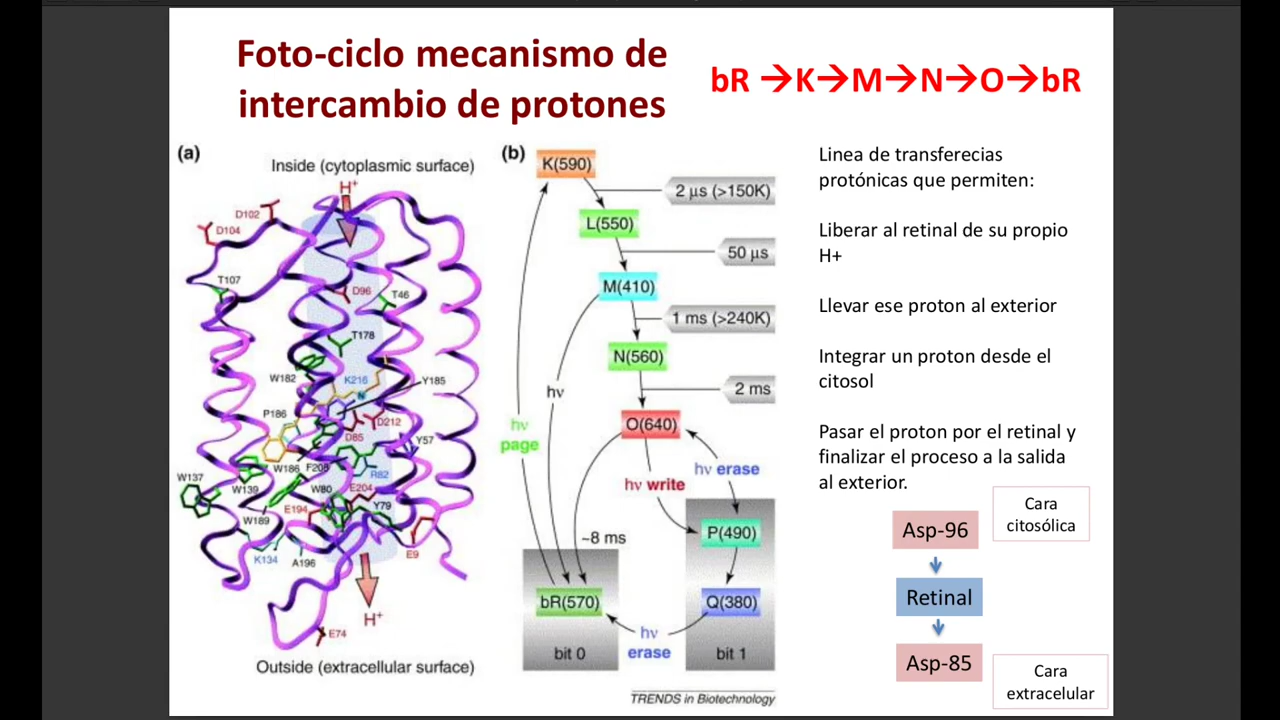 Foto-ciclo mecanismo de
intercambio de protones
bR →K→M→N→O→bR
(a)
Inside (cytoplasmic surface)
H⁺
D102
D104
T107
D96
T46
T178
W182
K216
N
Y185
P186
D212
D85
Y57
W137
W139
W186
F208
R82
W80
E204
W189
E194
Y79
K134
A196
E9
H⁺
E74
Outside (extracellular surface)
(b)
K(590)
2 µs (>150K)
L(550)
50 µs
M(410)
1 ms (>240K)
N(560)
hν
2 ms
O(640)
hν
page
hν erase
hν write
P(490)
~8 ms
bR(570)
Q(380)
hν
erase
bit 0
bit 1
TRENDS in Biotechnology
Linea de transferecias
protónicas que permiten:
Liberar al retinal de su propio
H+
Llevar ese proton al exterior
Integrar un proton desde el
citosol
Pasar el proton por el retinal y
finalizar el proceso a la salida
al exterior.
Cara
citosólica
Asp-96
Retinal
Asp-85
Cara
extracelular